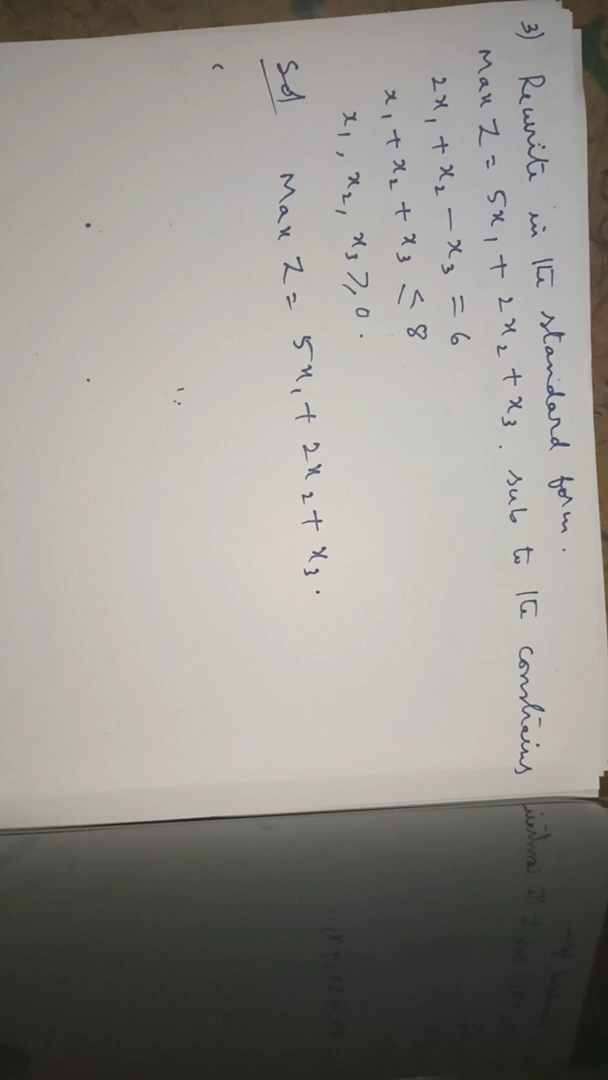 3) Rewrite in the standard form.
Max Z = 5x₁ + 2x₂ + x₃. sub to the constrains
2x₁ + x₂ − x₃ = 6
x₁ + x₂ + x₃ ≤ 8
x₁, x₂, x₃ ≥ 0.
Sol Max Z = 5x₁ + 2x₂ + x₃.